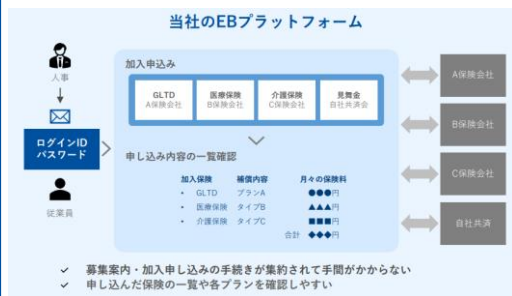 当社のEBプラットフォーム
人事
ログインID
パスワード
従業員
加入申込み
GLTD
A保険会社
医療保険
B保険会社
介護保険
C保険会社
見舞金
自社共済会
申し込み内容の一覧確認
加入保険 補償内容 月々の保険料
• GLTD プランA ●●●円
• 医療保険 タイプB ▲▲▲円
• 介護保険 タイプC ■■■円
合計 ◆◆◆円
A保険会社
B保険会社
C保険会社
自社共済
✓ 募集案内・加入申し込みの手続きが集約されて手間がかからない
✓ 申し込んだ保険の一覧や各プランを確認しやすい